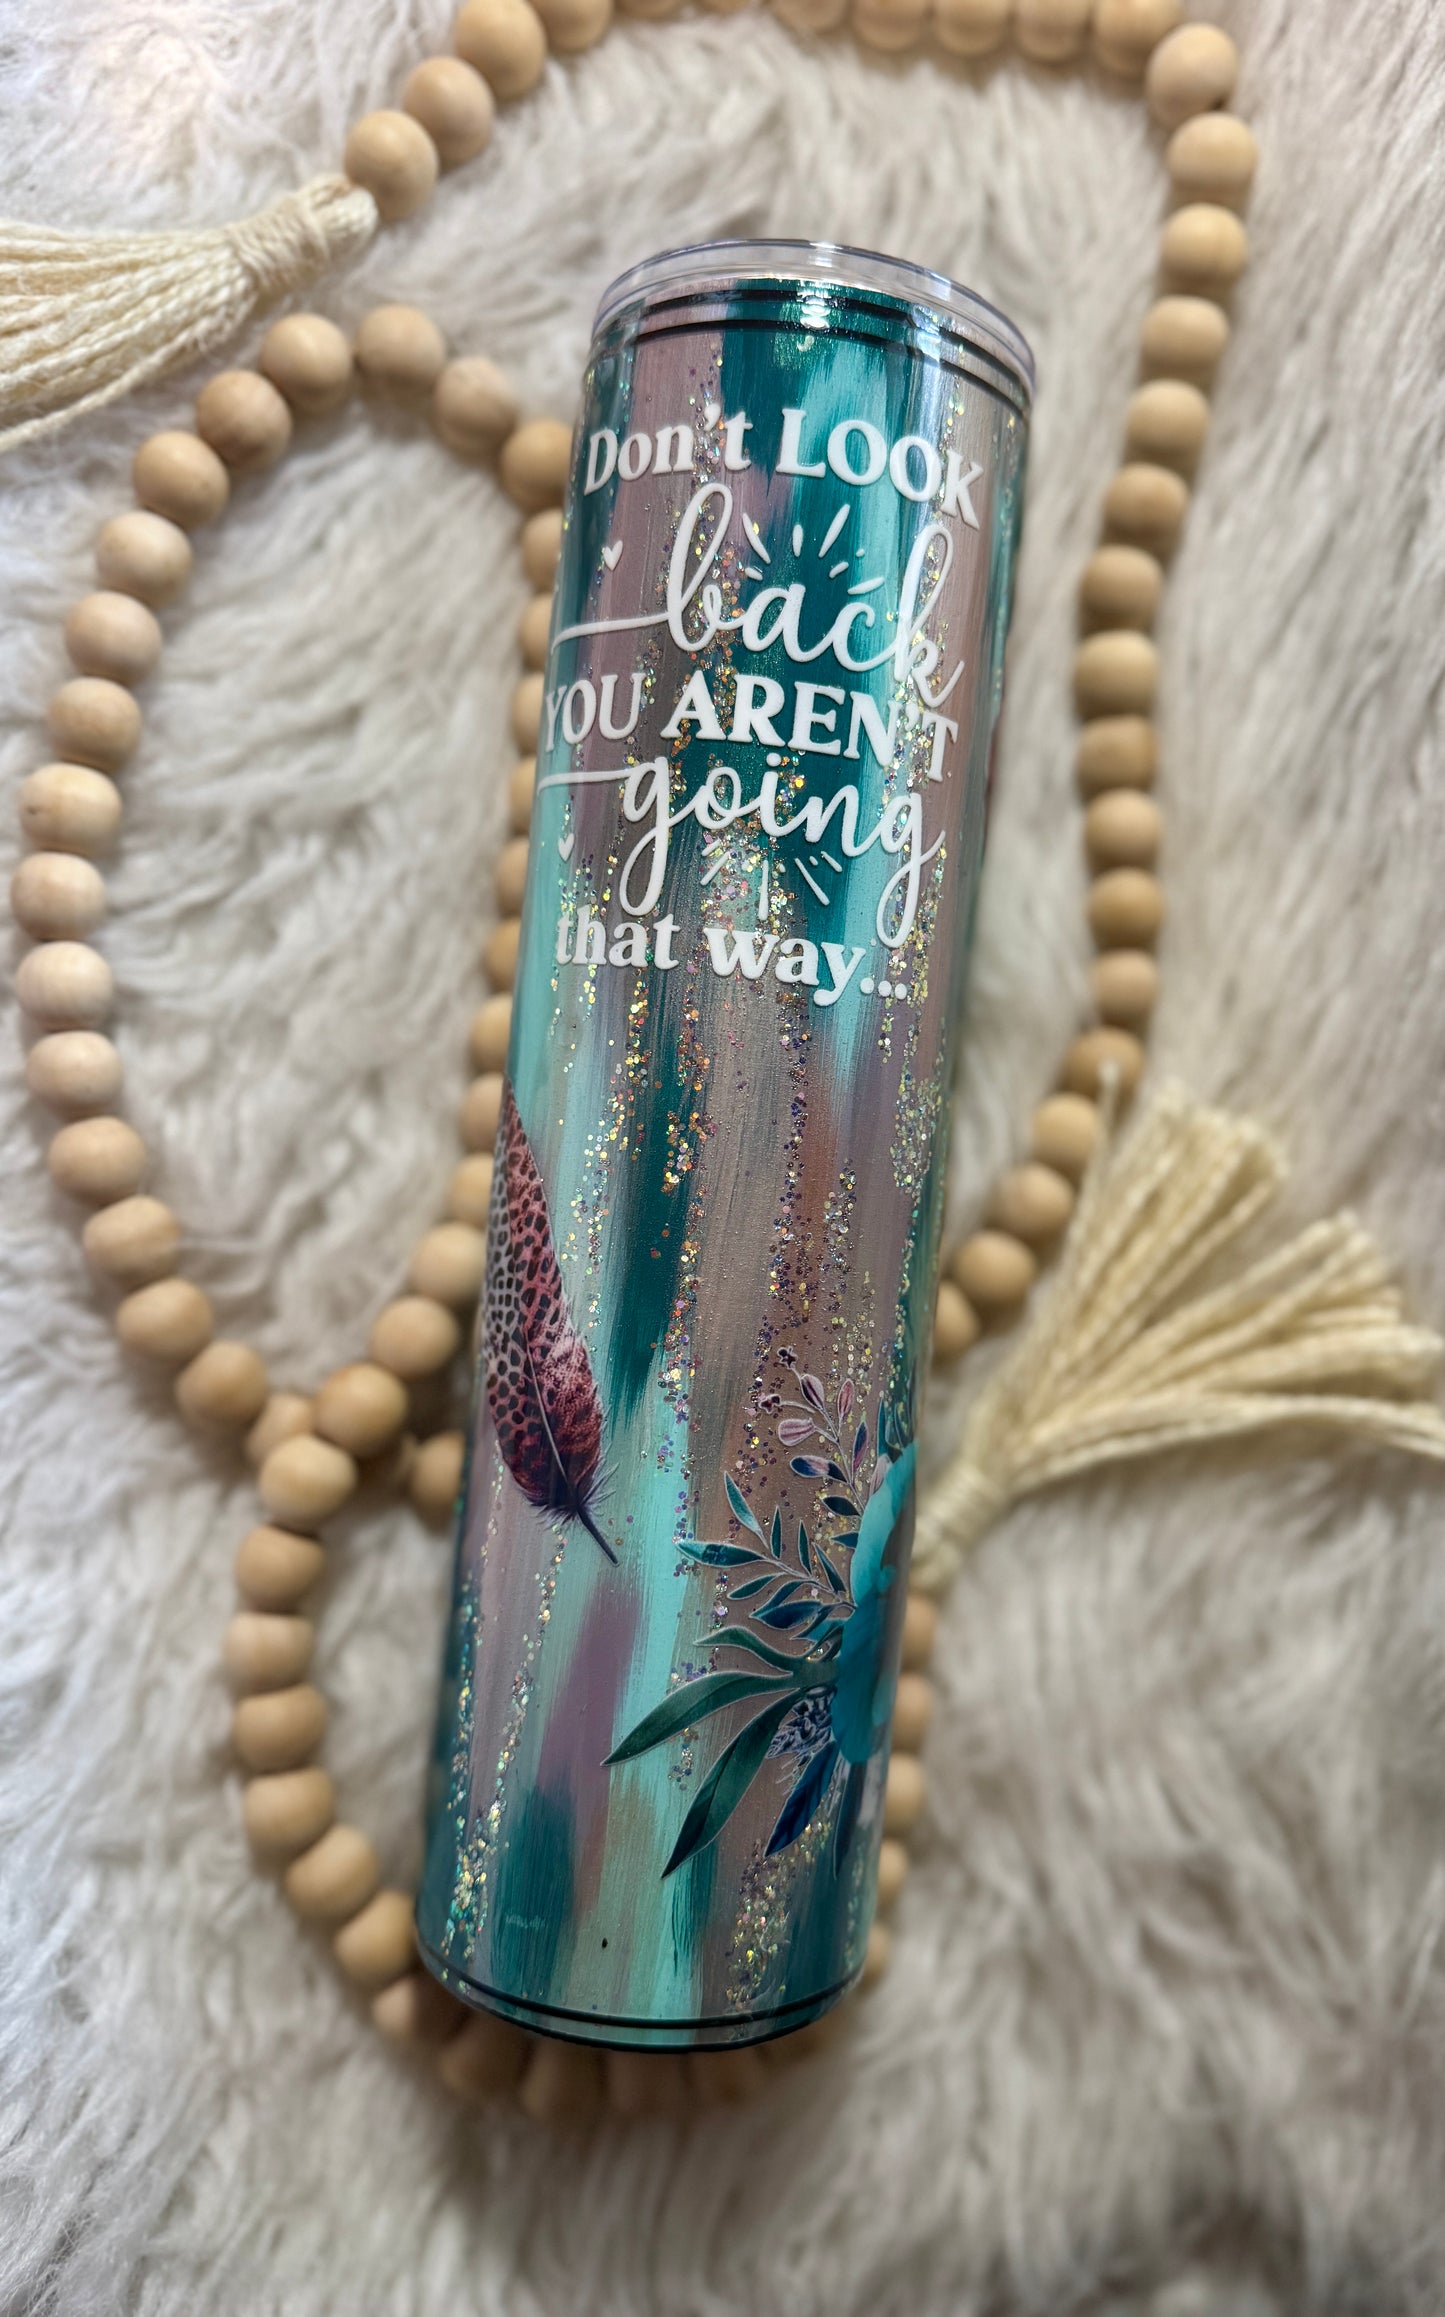 Don't LOOK
back
YOU AREN'T
going
that way...